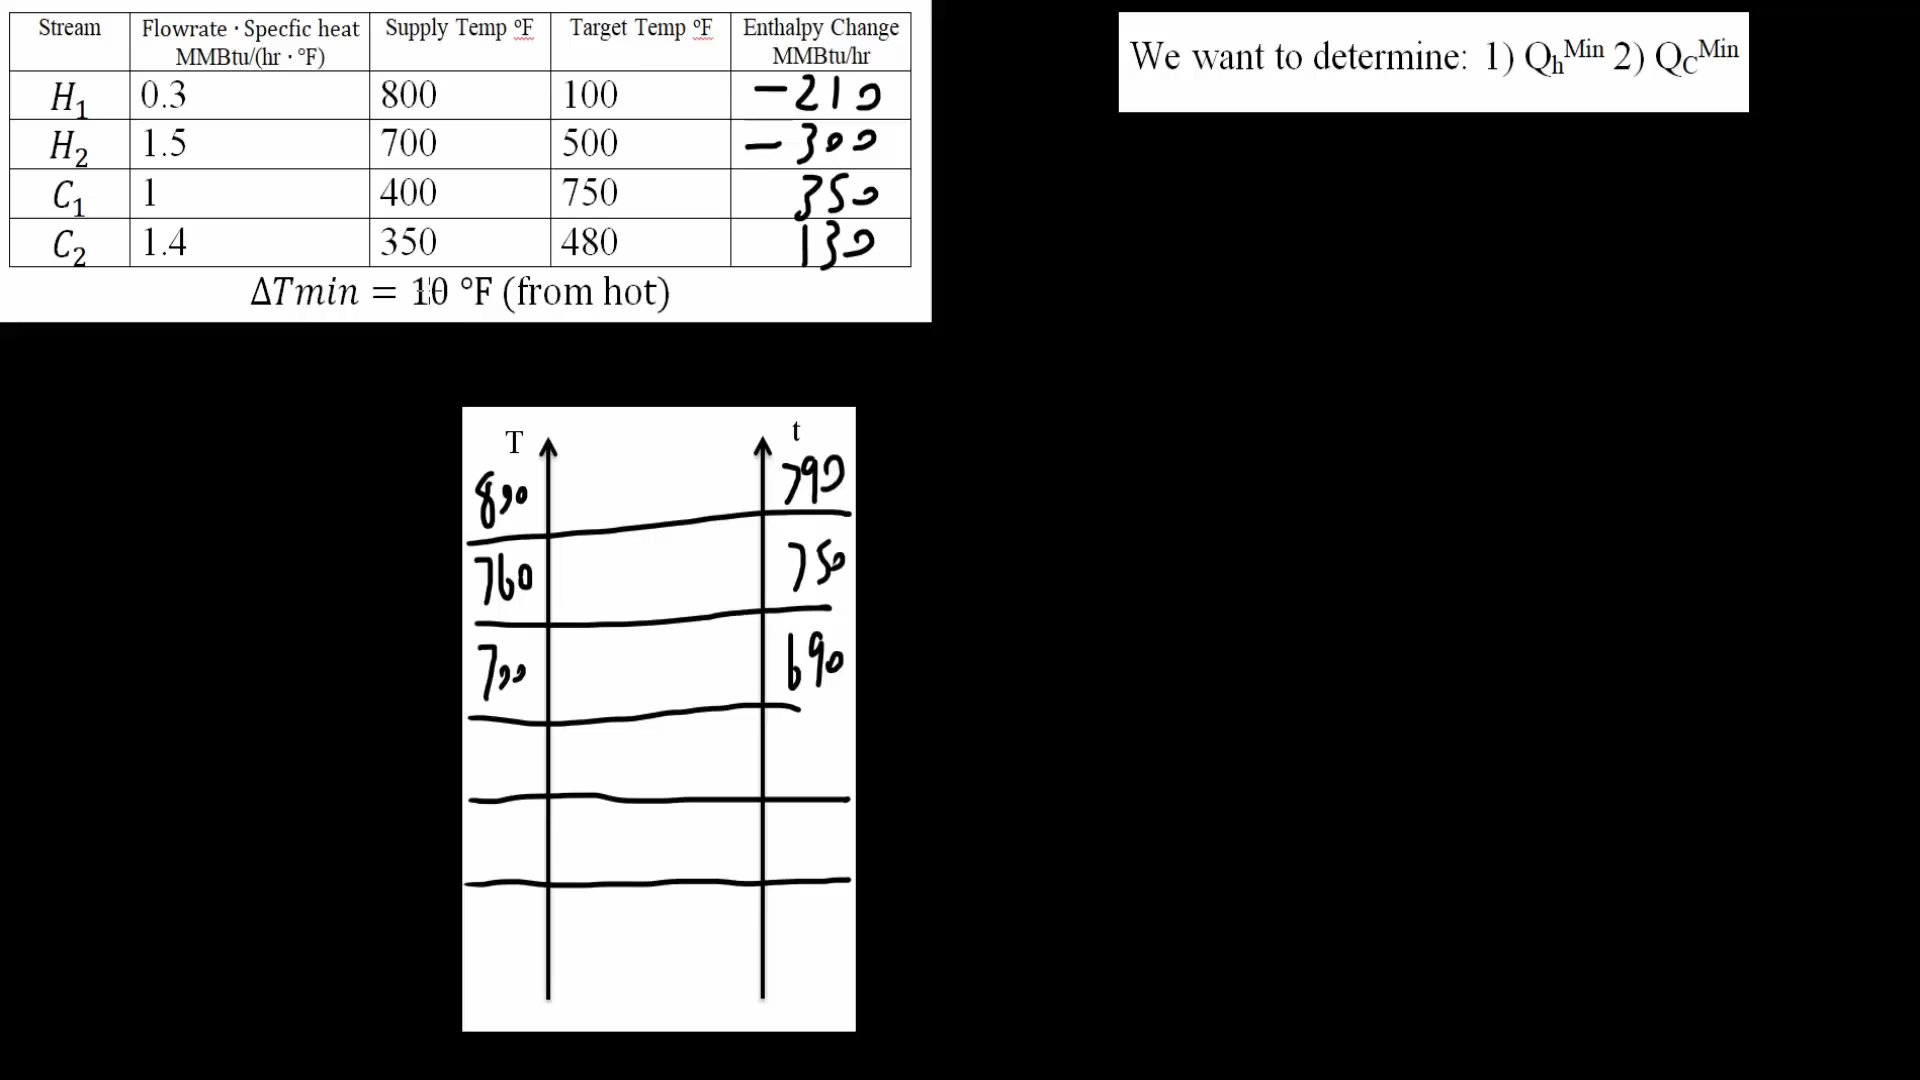 Stream Flowrate · Specfic heat MMBtu/(hr · °F) Supply Temp °F Target Temp °F Enthalpy Change MMBtu/hr
H1 0.3 800 100 -210
H2 1.5 700 500 -300
C1 1 400 750 350
C2 1.4 350 480 130
ΔTmin = 10 °F (from hot)
We want to determine: 1) Qh^Min 2) QC^Min
T t
800 790
760 750
700 690